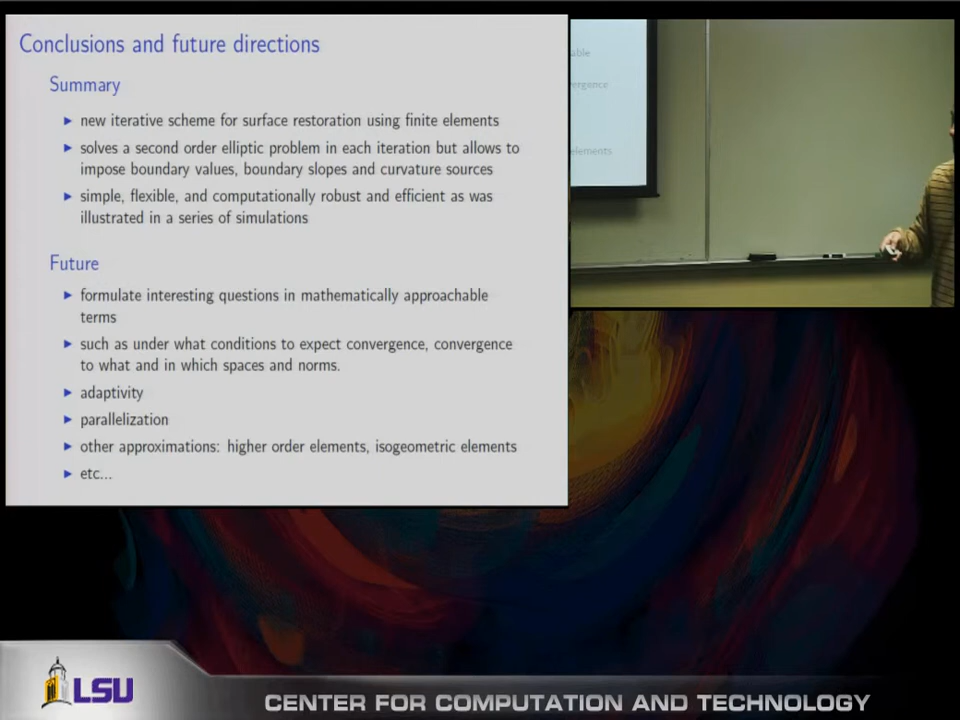 Conclusions and future directions
Summary
▶ new iterative scheme for surface restoration using finite elements
▶ solves a second order elliptic problem in each iteration but allows to
impose boundary values, boundary slopes and curvature sources
▶ simple, flexible, and computationally robust and efficient as was
illustrated in a series of simulations
Future
▶ formulate interesting questions in mathematically approachable
terms
▶ such as under what conditions to expect convergence, convergence
to what and in which spaces and norms.
▶ adaptivity
▶ parallelization
▶ other approximations: higher order elements, isogeometric elements
▶ etc...
able
vergence
elements
LSU
CENTER FOR COMPUTATION AND TECHNOLOGY